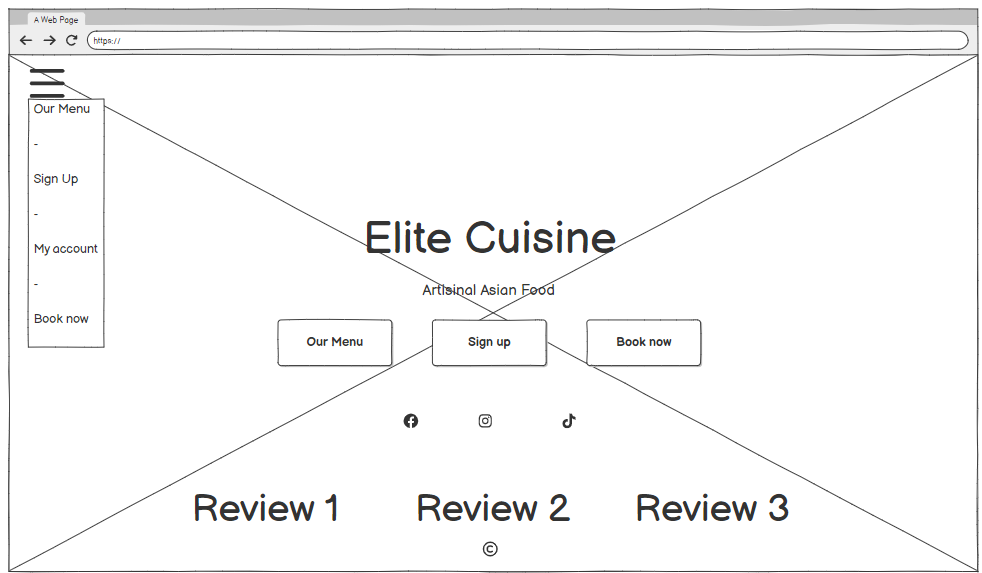 A Web Page
https://
Our Menu
-
Sign Up
-
My account
-
Book now
Elite Cuisine
Artisinal Asian Food
Our Menu
Sign up
Book now
Review 1
Review 2
Review 3
©